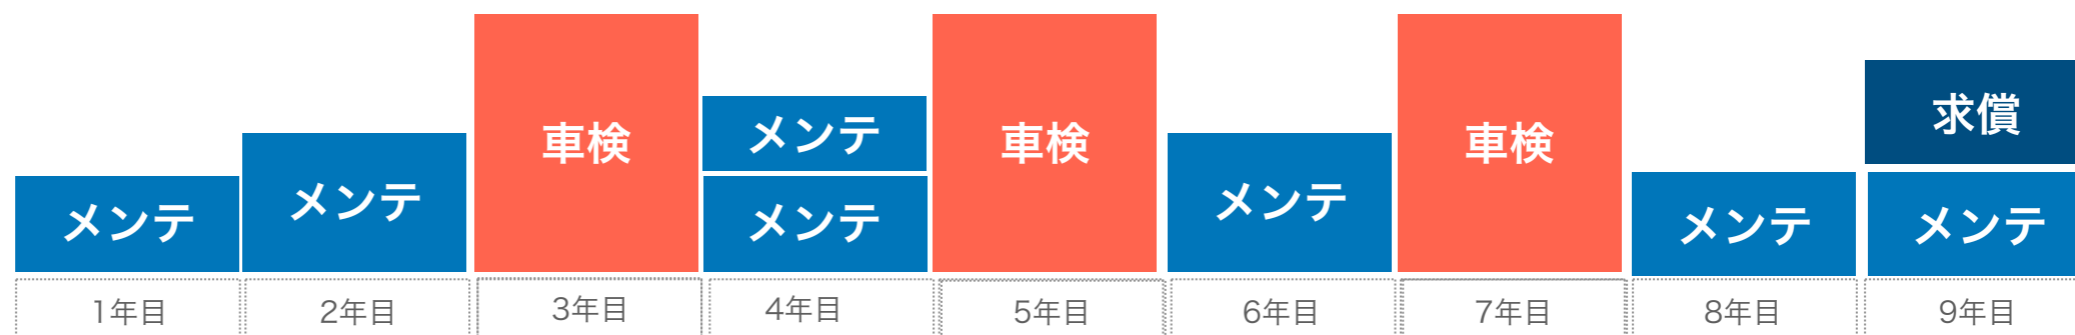 メンテ
メンテ
車検
メンテ
メンテ
車検
メンテ
車検
メンテ
求償
メンテ
1年目
2年目
3年目
4年目
5年目
6年目
7年目
8年目
9年目